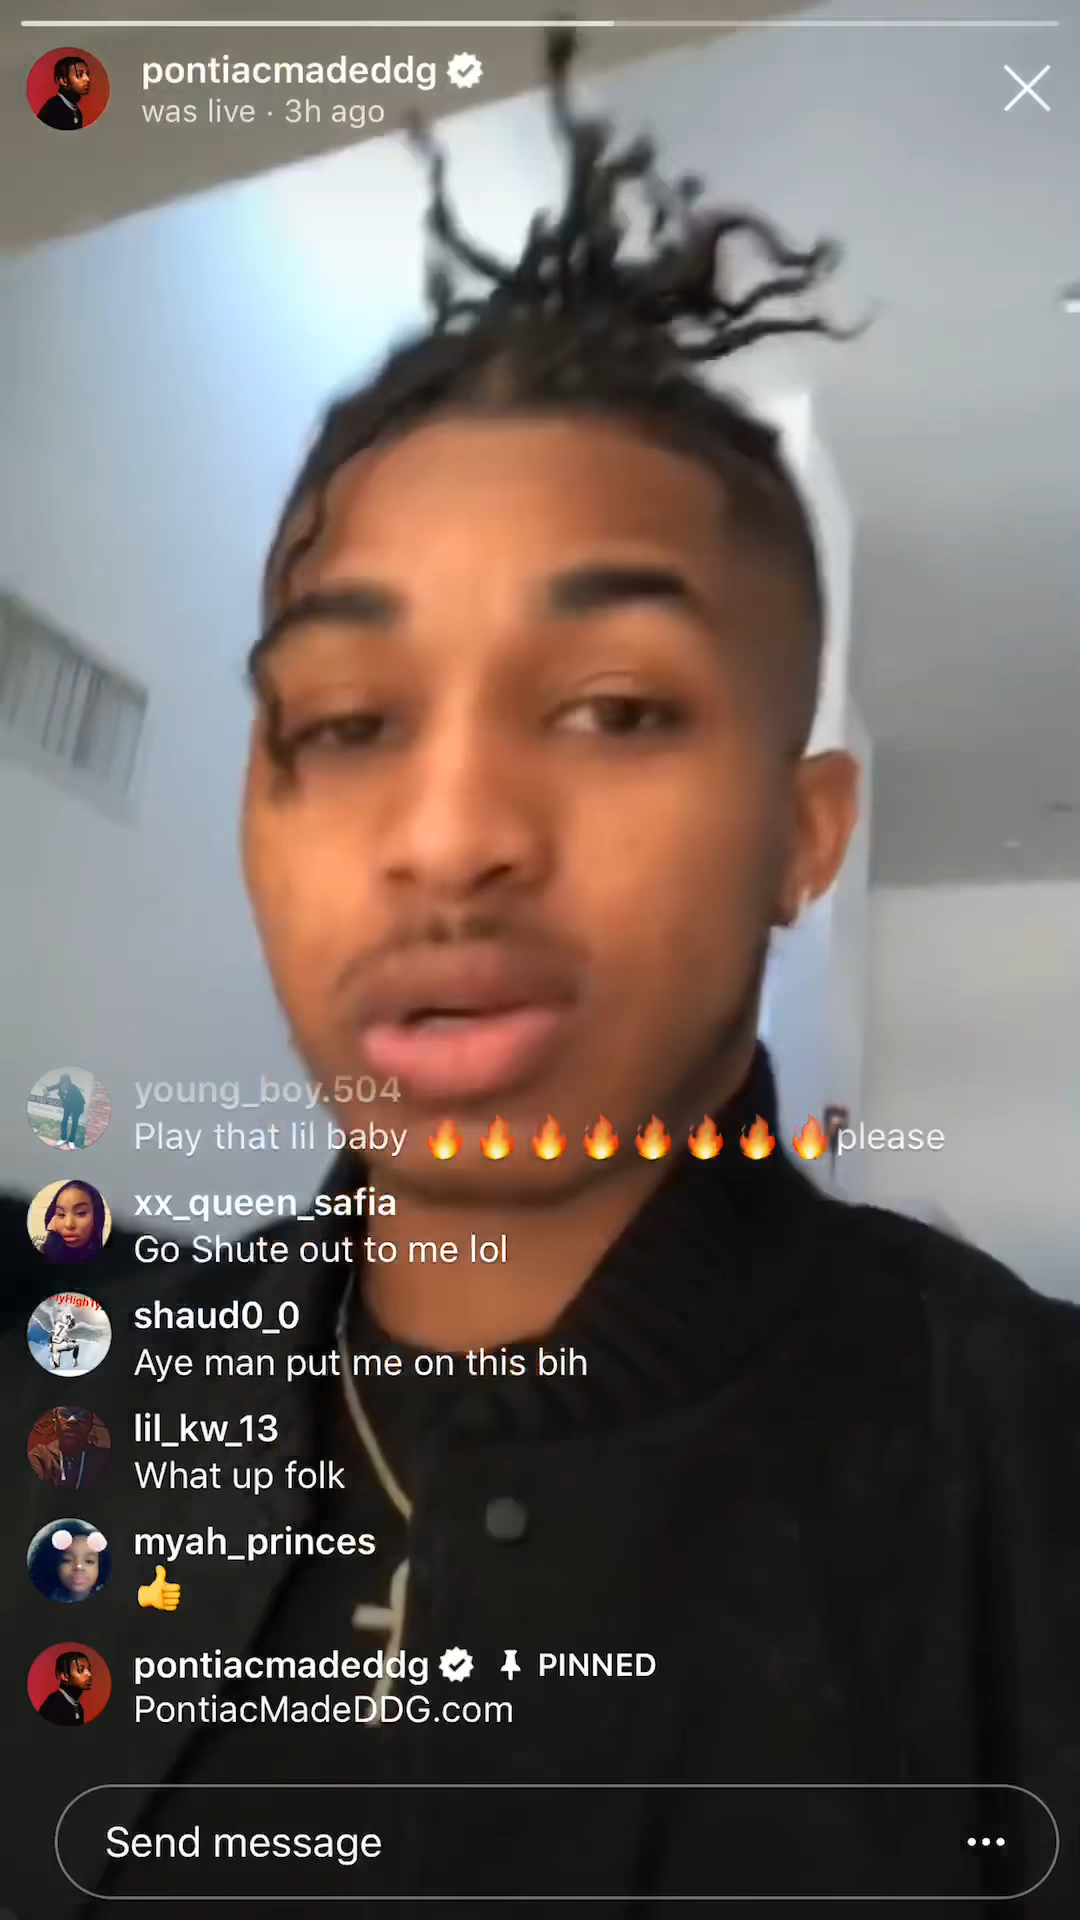 pontiacmadeddg
was live · 3h ago
young_boy.504
Play that lil baby 🔥🔥🔥🔥🔥🔥🔥🔥please
xx_queen_safia
Go Shute out to me lol
shaud0_0
Aye man put me on this bih
lil_kw_13
What up folk
myah_princes
👍
pontiacmadeddg PINNED
PontiacMadeDDG.com
Send message